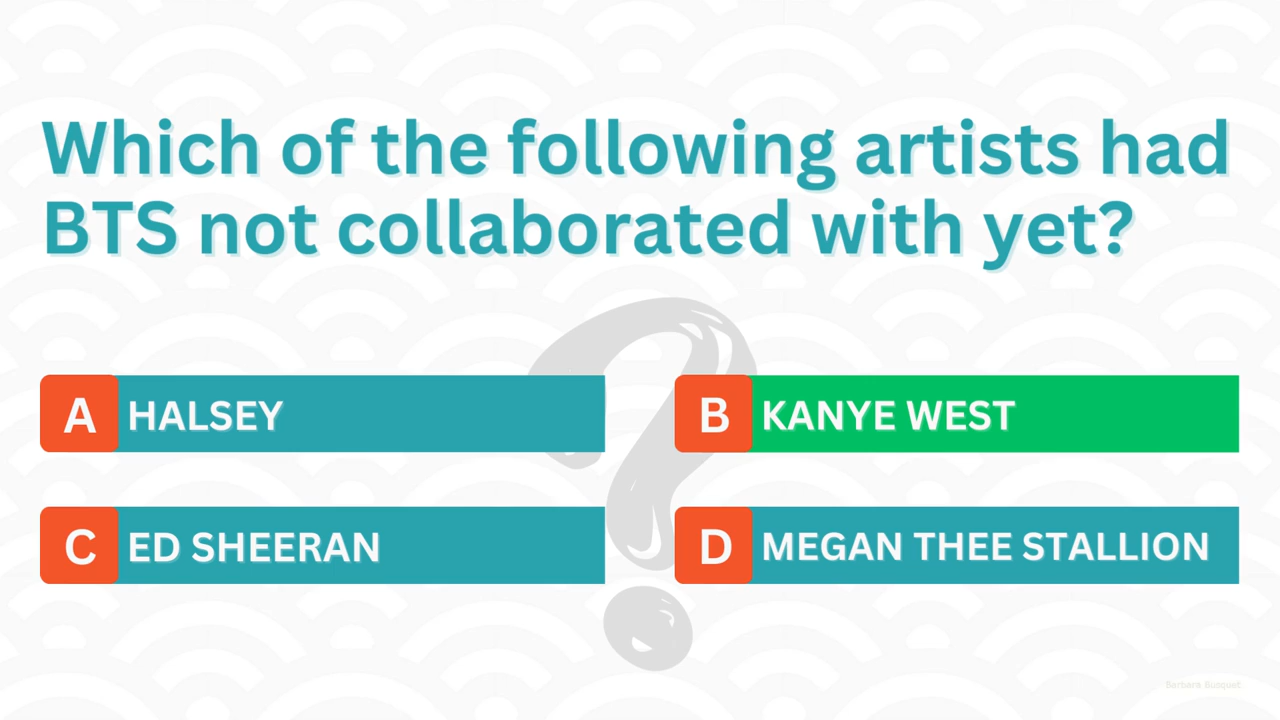 Which of the following artists had
BTS not collaborated with yet?
A HALSEY
B KANYE WEST
C ED SHEERAN
D MEGAN THEE STALLION